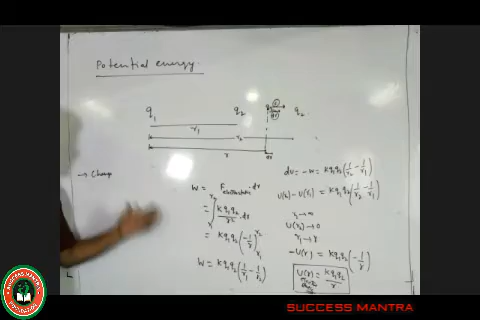 Potential energy.
q₁ q₂ q₂
r₁
r₂
r
→ Charge
W = F electrostatic . dr
= ∫ Kq₁q₂/r² . dr
= Kq₁q₂ (-1/r)
W = Kq₁q₂ (1/r₁ - 1/r₂)
dU = -W = Kq₁q₂ (1/r₂ - 1/r₁)
U(r₂) - U(r₁) = Kq₁q₂ (1/r₂ - 1/r₁)
r₂ → ∞
U(r₂) → 0
r₁ → r
-U(r) = Kq₁q₂ (-1/r)
U(r) = Kq₁q₂/r
SUCCESS MANTRA
SUCCESS MANTRA